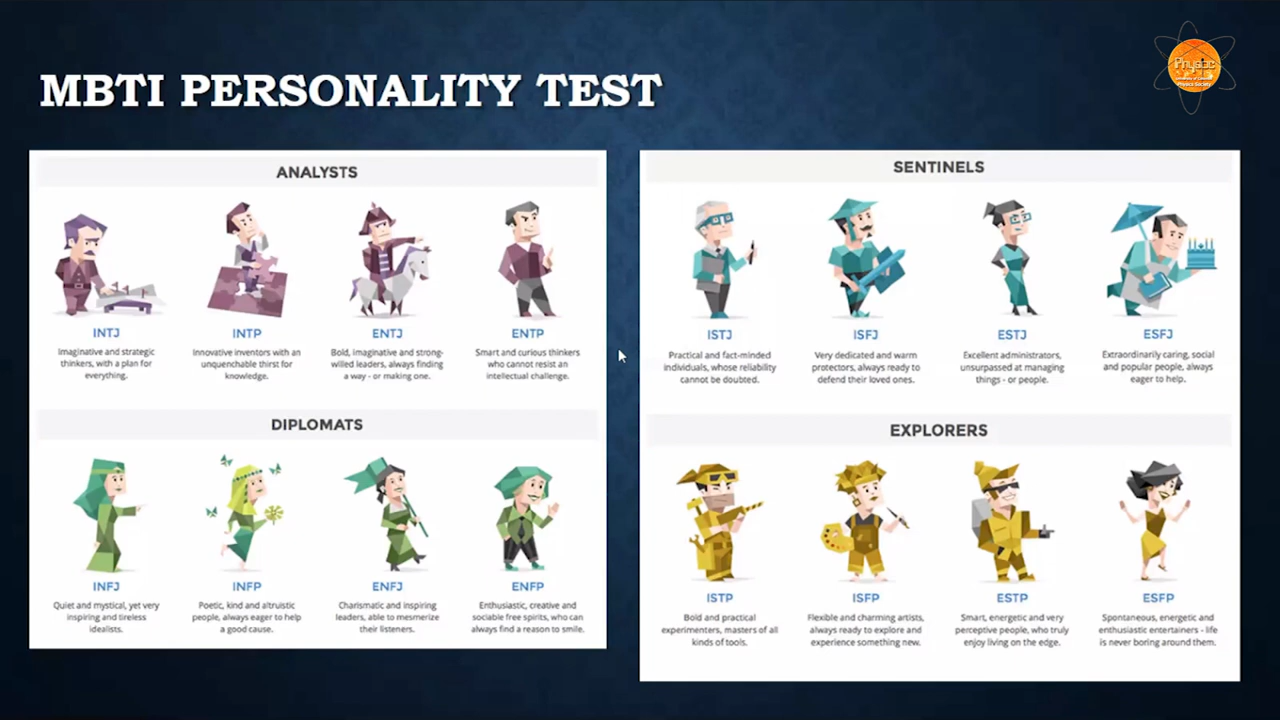 MBTI PERSONALITY TEST
Physoc
Physics Society
ANALYSTS
INTJ
Imaginative and strategic
thinkers, with a plan for
everything.
INTP
Innovative inventors with an
unquenchable thirst for
knowledge.
ENTJ
Bold, imaginative and strong-
willed leaders, always finding
a way - or making one.
ENTP
Smart and curious thinkers
who cannot resist an
intellectual challenge.
DIPLOMATS
INFJ
Quiet and mystical, yet very
inspiring and tireless
idealists.
INFP
Poetic, kind and altruistic
people, always eager to help
a good cause.
ENFJ
Charismatic and inspiring
leaders, able to mesmerize
their listeners.
ENFP
Enthusiastic, creative and
sociable free spirits, who can
always find a reason to smile.
SENTINELS
ISTJ
Practical and fact-minded
individuals, whose reliability
cannot be doubted.
ISFJ
Very dedicated and warm
protectors, always ready to
defend their loved ones.
ESTJ
Excellent administrators,
unsurpassed at managing
things - or people.
ESFJ
Extraordinarily caring, social
and popular people, always
eager to help.
EXPLORERS
ISTP
Bold and practical
experimenters, masters of all
kinds of tools.
ISFP
Flexible and charming artists,
always ready to explore and
experience something new.
ESTP
Smart, energetic and very
perceptive people, who truly
enjoy living on the edge.
ESFP
Spontaneous, energetic and
enthusiastic entertainers - life
is never boring around them.